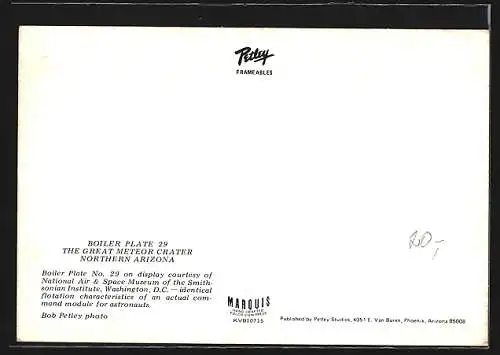 Petley
FRAMEABLES
BOILER PLATE 29
THE GREAT METEOR CRATER
NORTHERN ARIZONA
Boiler Plate No. 29 on display courtesy of
National Air & Space Museum of the Smith-
sonian Institute, Washington, D.C. — identical
flotation characteristics of an actual com-
mand module for astronauts.
Bob Petley photo
20,-
MARQUIS
KV810715
Published by Petley Studios, 4051 E. Van Buren, Phoenix, Arizona 85008